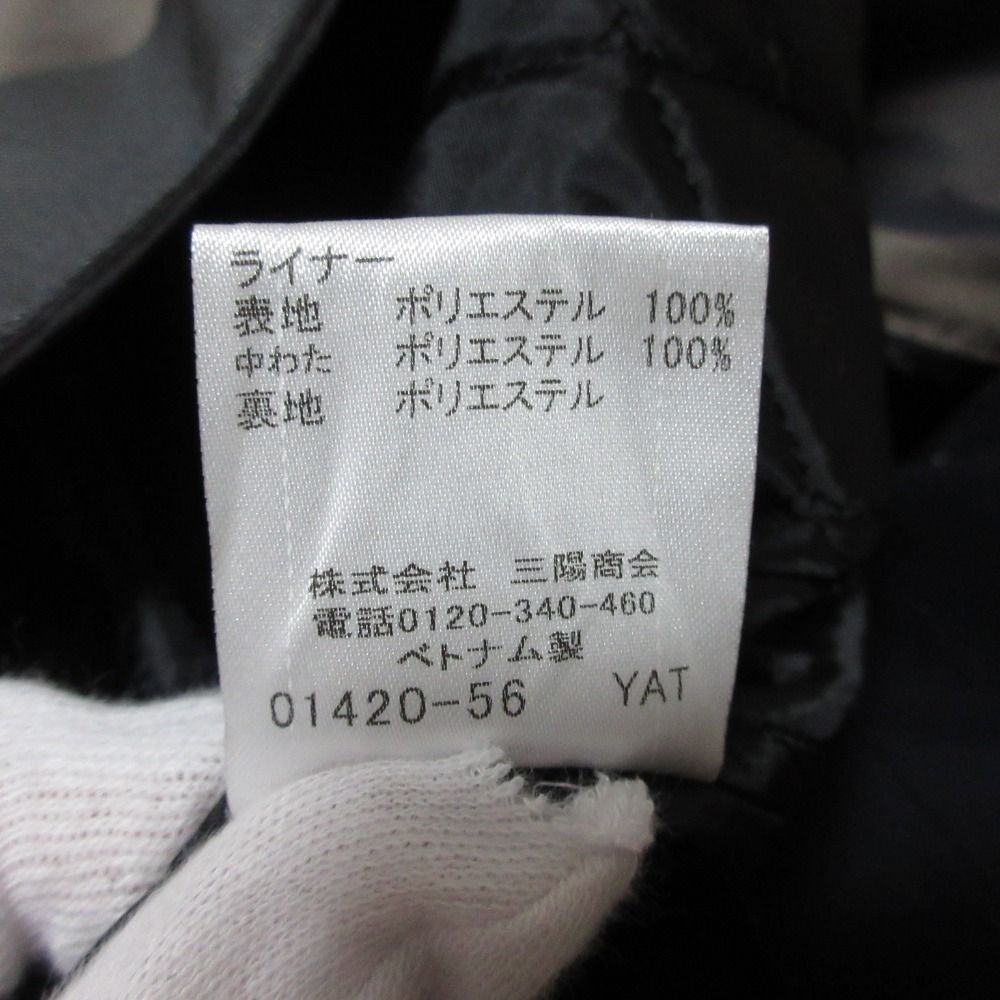 ライナー
表地 ポリエステル 100%
中わた ポリエステル 100%
裏地 ポリエステル
株式会社 三陽商会
電話0120-340-460
ベトナム製
01420-56 YAT